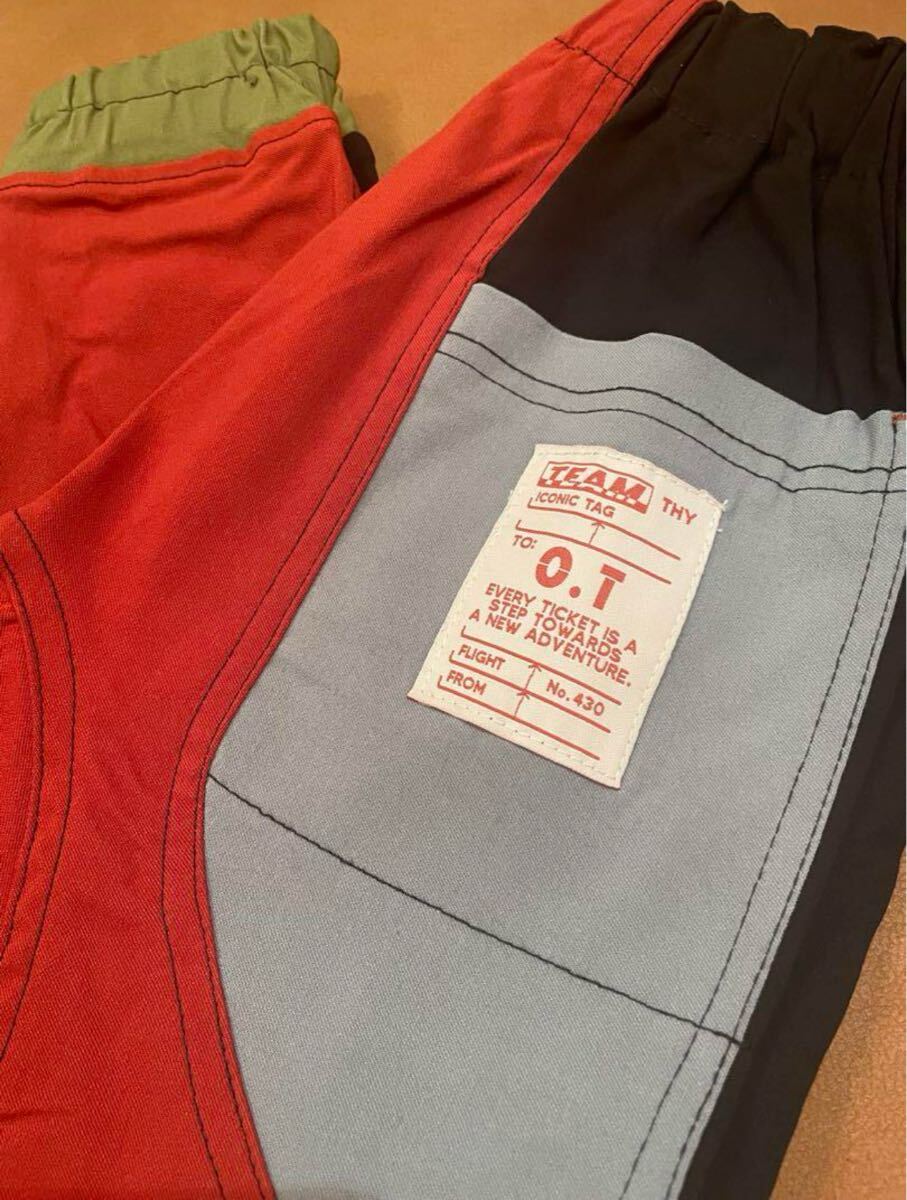 TEAM THY
ICONIC TAG
TO:
O.T
EVERY TICKET IS A
STEP TOWARDS
A NEW ADVENTURE.
FLIGHT No.430
FROM